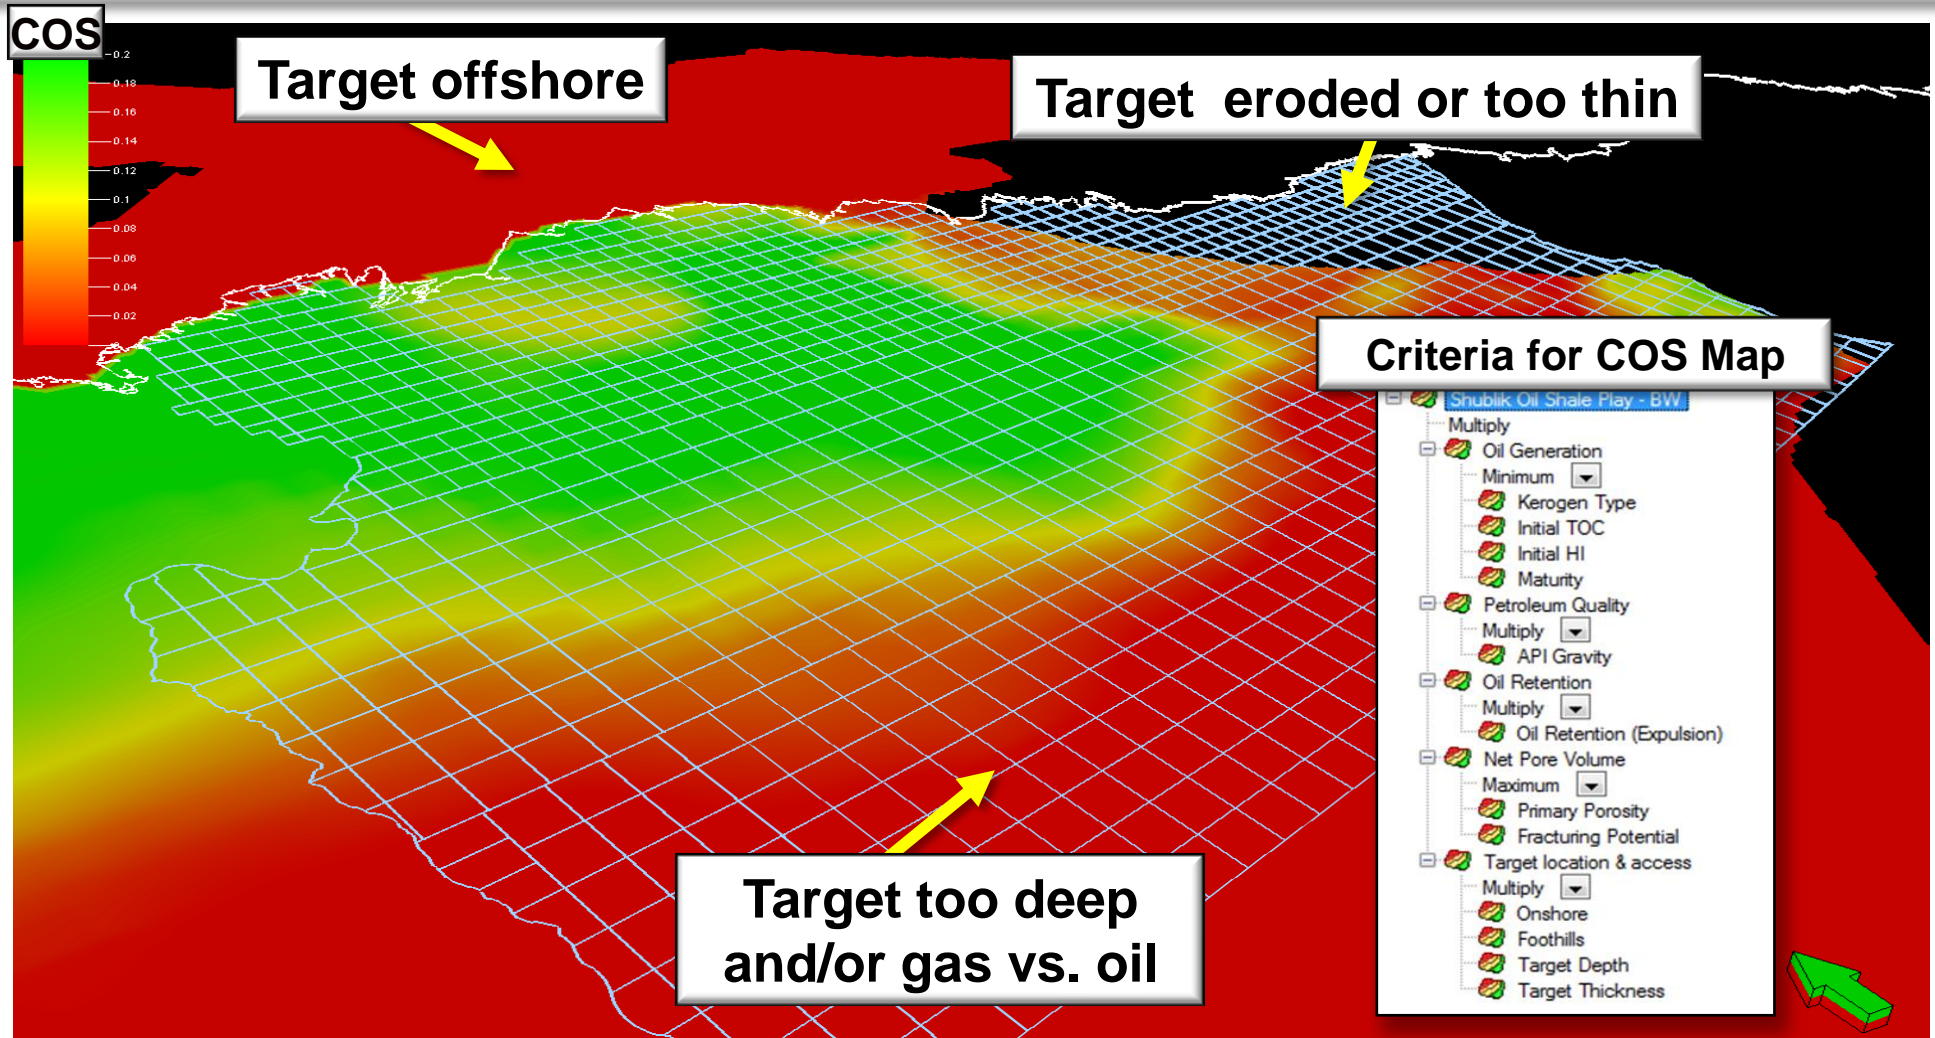 COS
0.2
0.18
0.16
0.14
0.12
0.1
0.08
0.06
0.04
0.02
Target offshore
Target eroded or too thin
Criteria for COS Map
Shublik Oil Shale Play - BW
Multiply
Oil Generation
Minimum
Kerogen Type
Initial TOC
Initial HI
Maturity
Petroleum Quality
Multiply
API Gravity
Oil Retention
Multiply
Oil Retention (Expulsion)
Net Pore Volume
Maximum
Primary Porosity
Fracturing Potential
Target location & access
Multiply
Onshore
Foothills
Target Depth
Target Thickness
Target too deep
and/or gas vs. oil